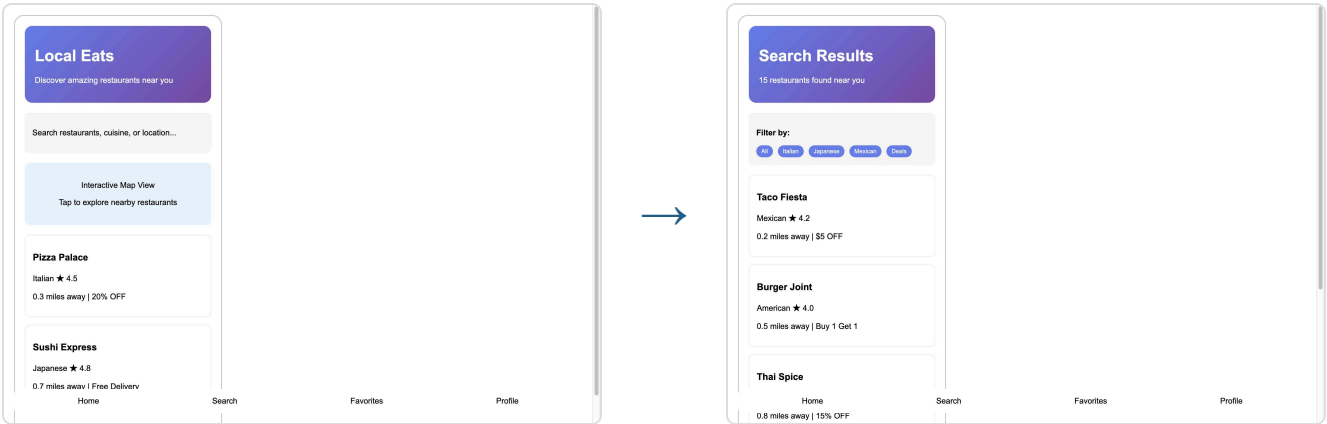 Local Eats
Discover amazing restaurants near you
Search restaurants, cuisine, or location...
Interactive Map View
Tap to explore nearby restaurants
Pizza Palace
Italian ★ 4.5
0.3 miles away | 20% OFF
Sushi Express
Japanese ★ 4.8
0.7 miles away | Free Delivery
Home Search Favorites Profile
→
Search Results
15 restaurants found near you
Filter by:
All Italian Japanese Mexican Deals
Taco Fiesta
Mexican ★ 4.2
0.2 miles away | $5 OFF
Burger Joint
American ★ 4.0
0.5 miles away | Buy 1 Get 1
Thai Spice
Home Search Favorites Profile
0.8 miles away | 15% OFF